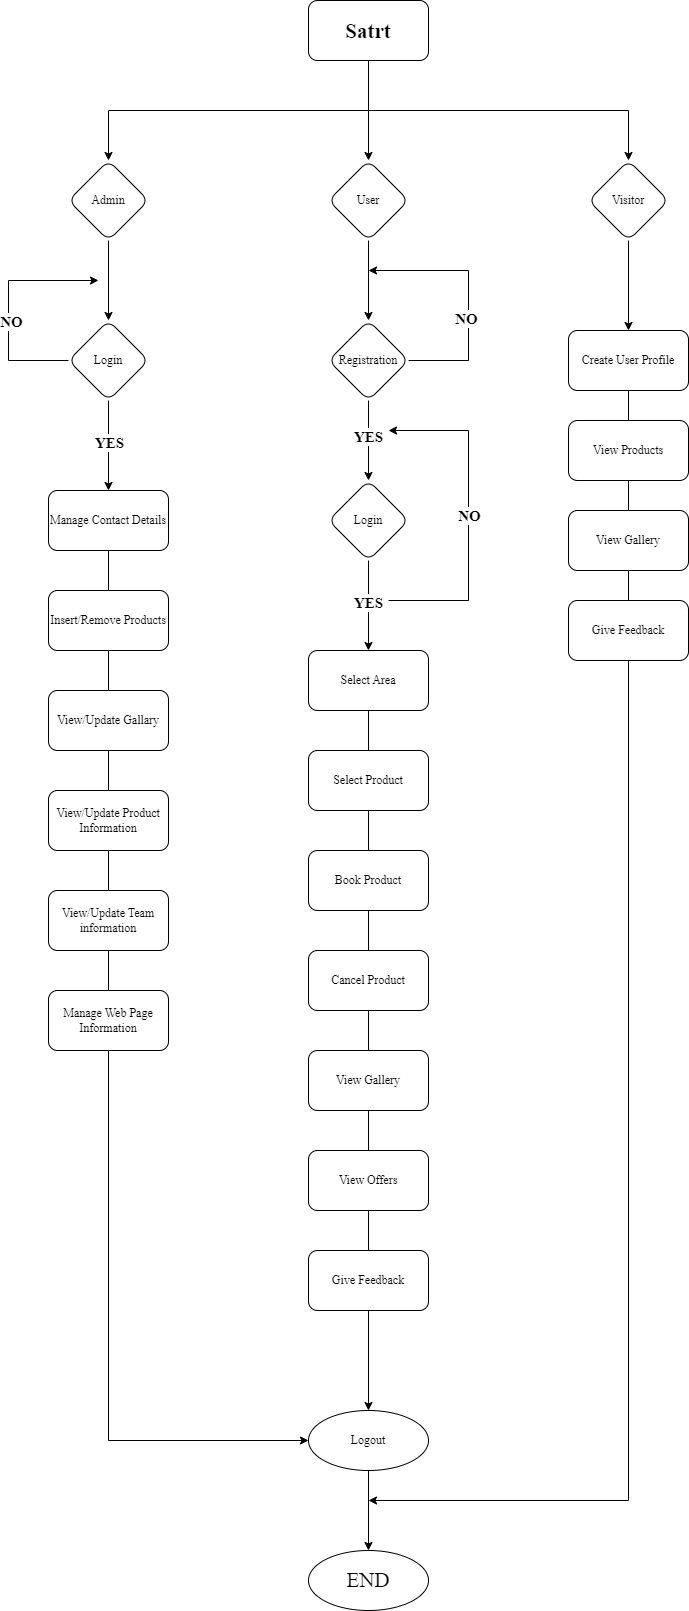 Satrt
Admin
User
Visitor
NO
NO
Login
Registration
Create User Profile
YES
YES
View Products
Manage Contact Details
Login
NO
View Gallery
YES
Insert/Remove Products
Give Feedback
Select Area
View/Update Gallary
Select Product
View/Update Product
Information
Book Product
View/Update Team
information
Cancel Product
Manage Web Page
Information
View Gallery
View Offers
Give Feedback
Logout
END